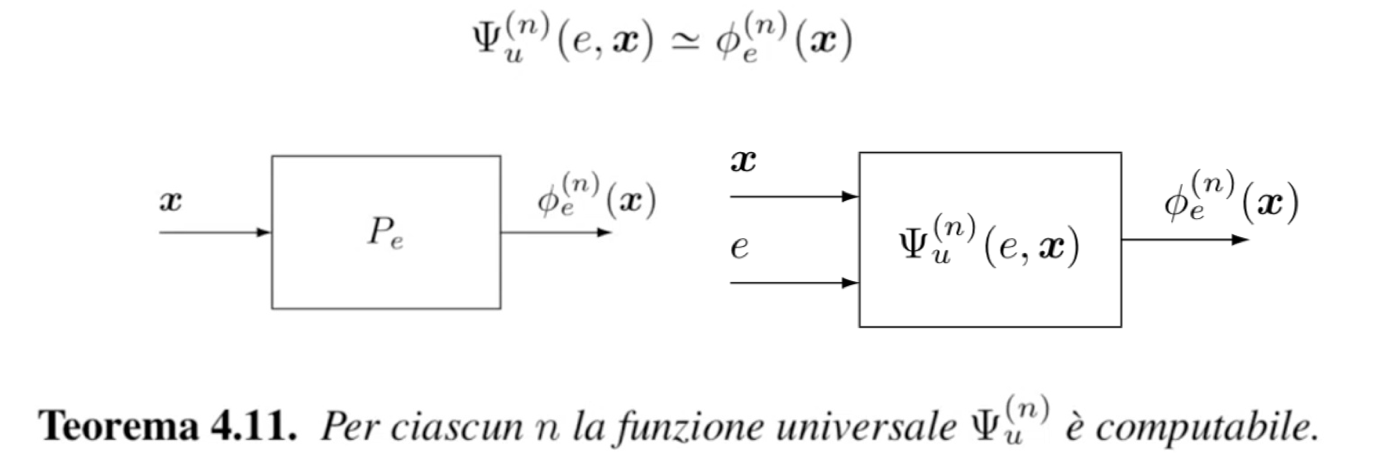 Ψ_u^(n)(e, x) ≃ ϕ_e^(n)(x)
x
P_e
ϕ_e^(n)(x)
x
e
Ψ_u^(n)(e, x)
ϕ_e^(n)(x)
Teorema 4.11. Per ciascun n la funzione universale Ψ_u^(n) è computabile.